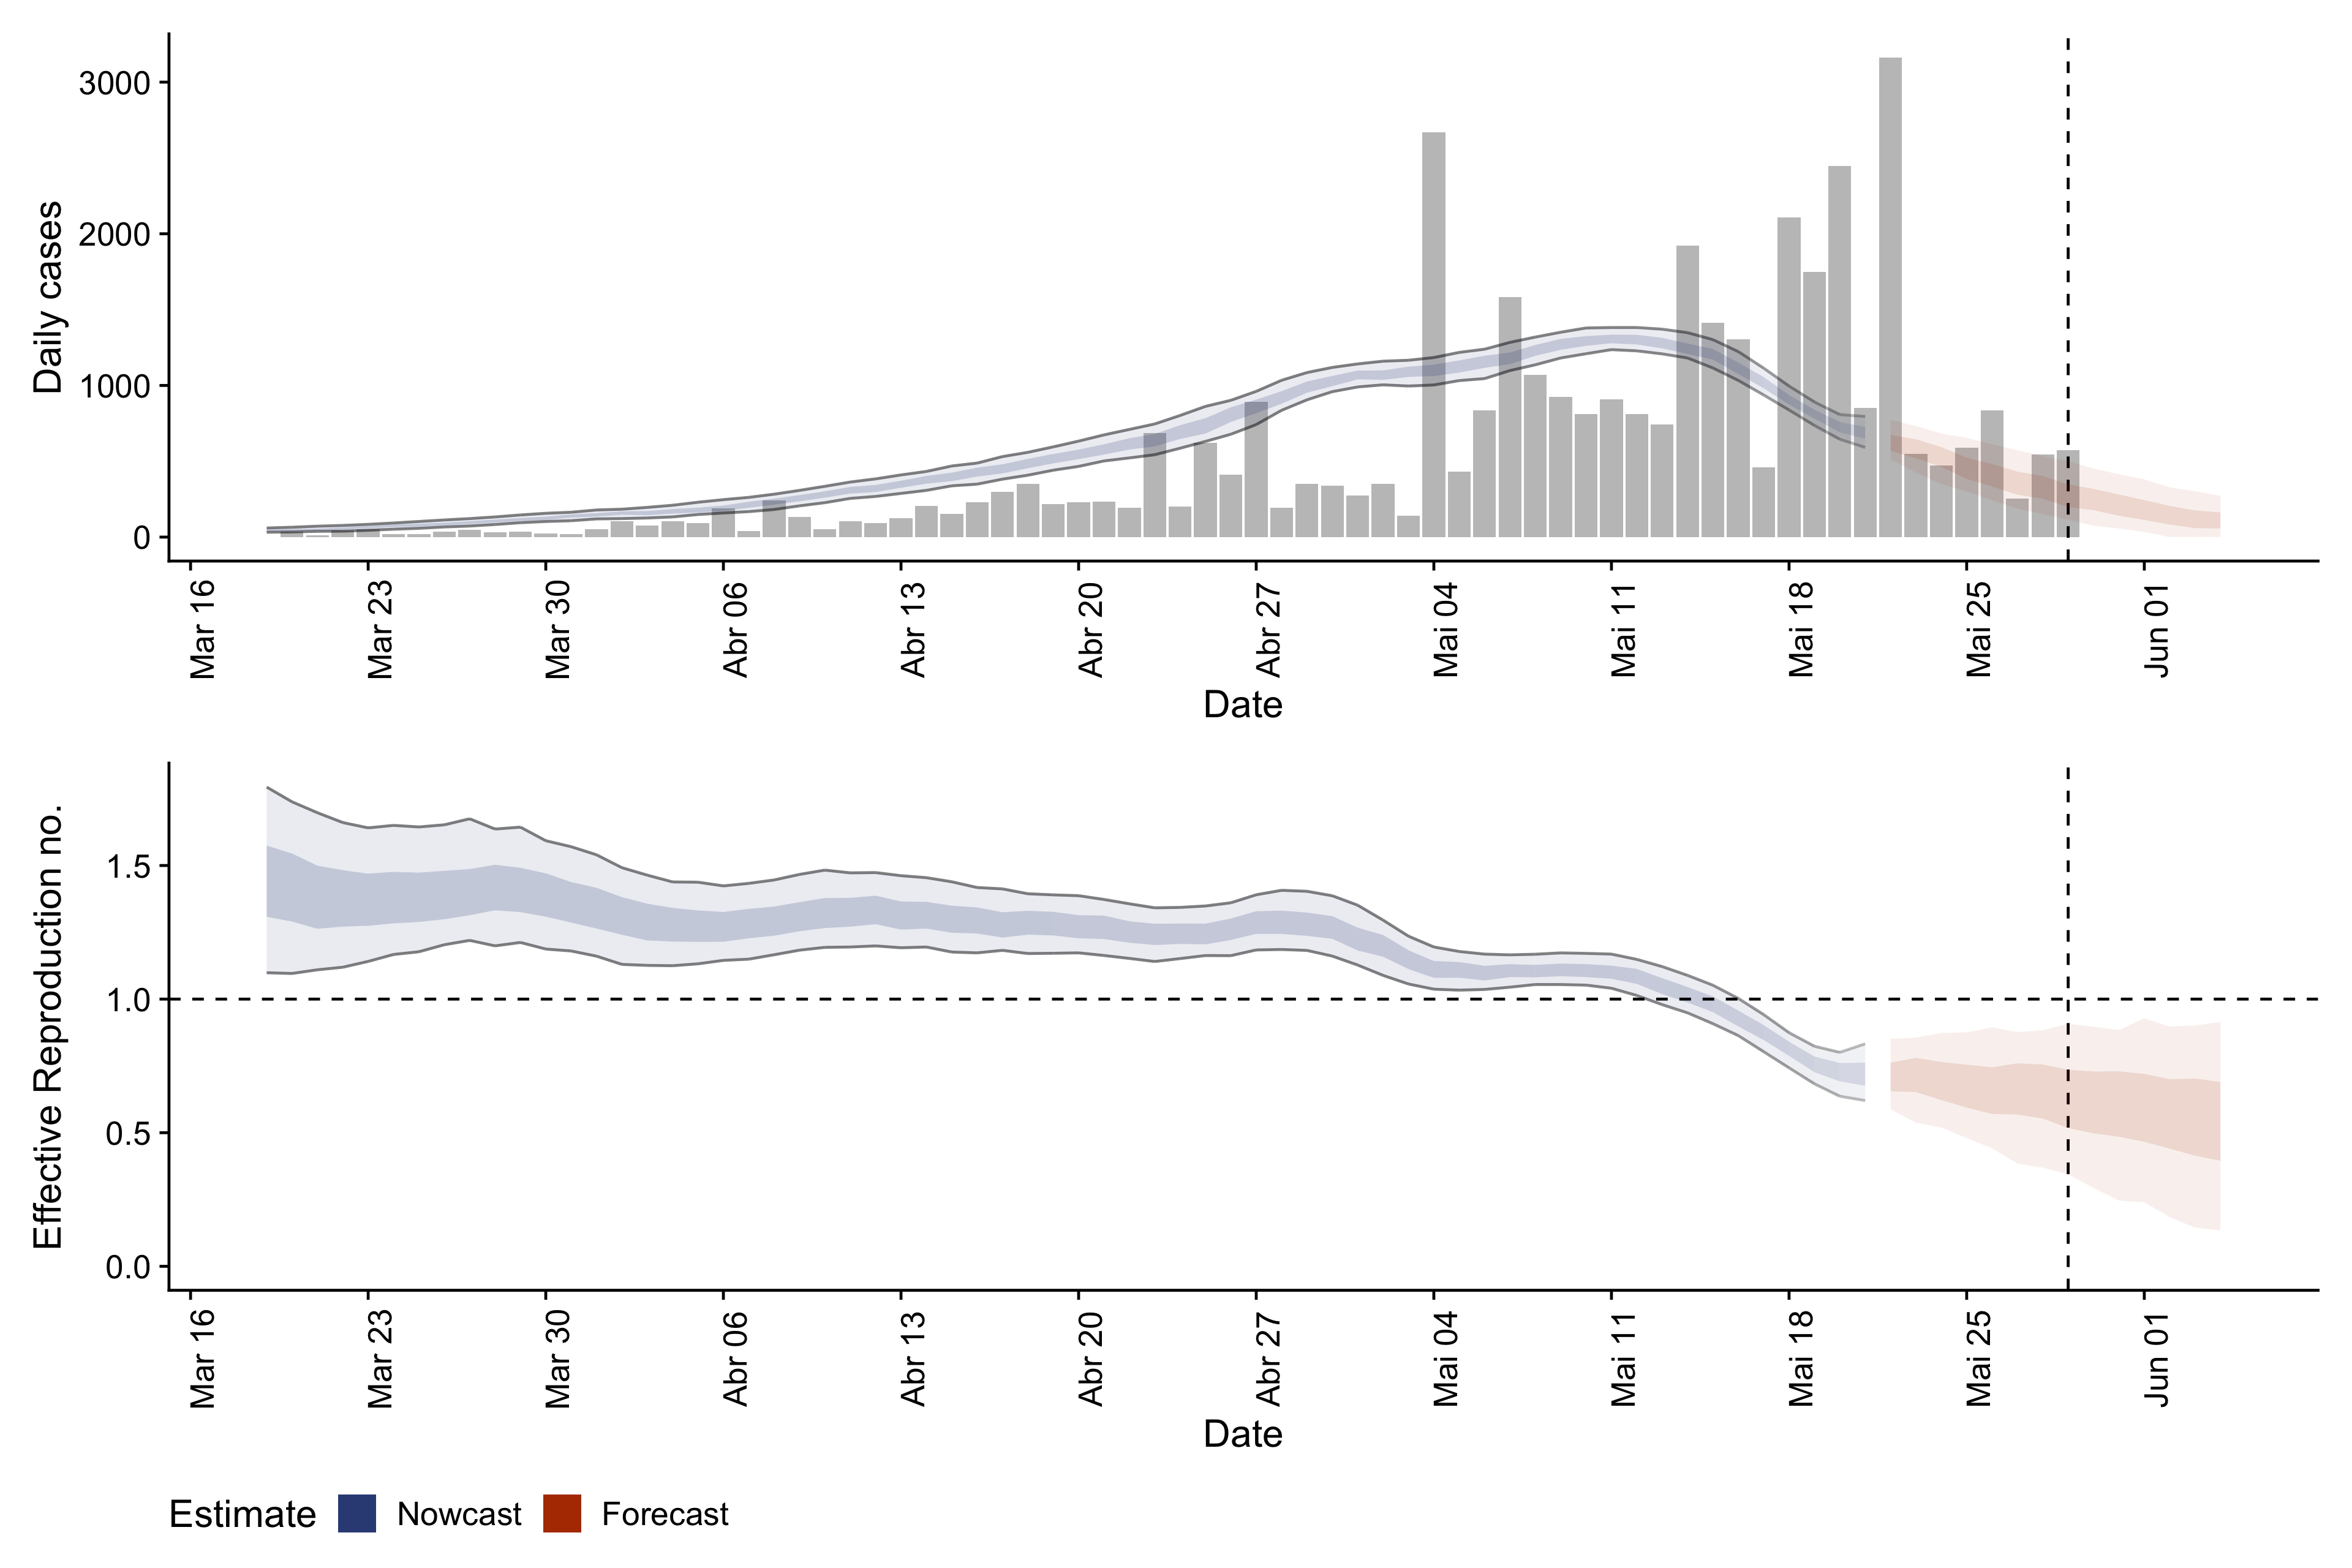 Daily cases
3000
2000
1000
0
Mar 16
Mar 23
Mar 30
Abr 06
Abr 13
Abr 20
Abr 27
Mai 04
Mai 11
Mai 18
Mai 25
Jun 01
Date
Effective Reproduction no.
1.5
1.0
0.5
0.0
Mar 16
Mar 23
Mar 30
Abr 06
Abr 13
Abr 20
Abr 27
Mai 04
Mai 11
Mai 18
Mai 25
Jun 01
Date
Estimate Nowcast Forecast